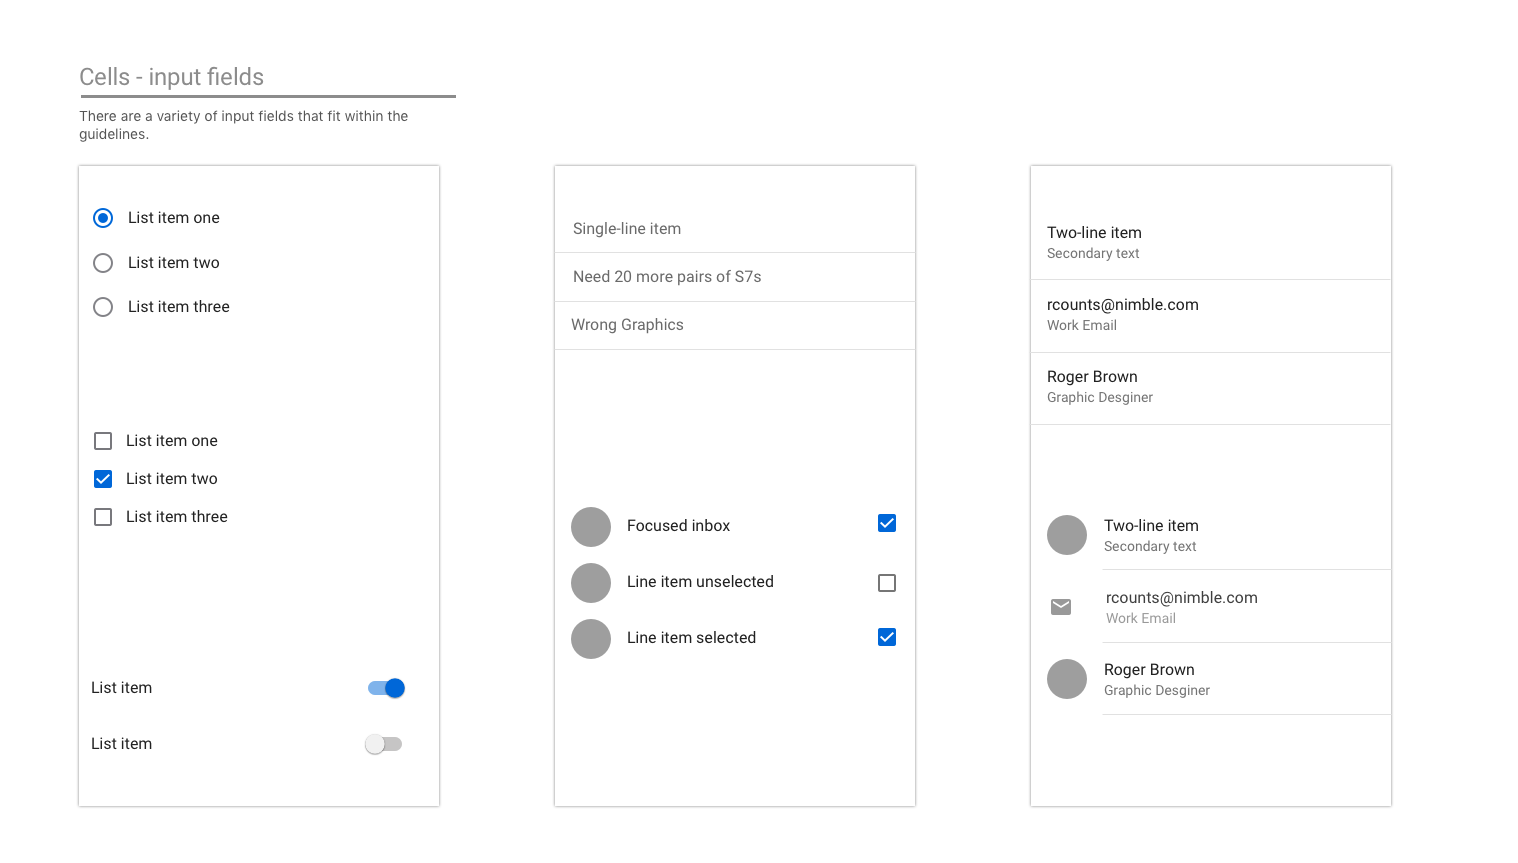 Cells - input fields
There are a variety of input fields that fit within the
guidelines.
List item one
List item two
List item three
List item one
List item two
List item three
List item
List item
Single-line item
Need 20 more pairs of S7s
Wrong Graphics
Focused inbox
Line item unselected
Line item selected
Two-line item
Secondary text
rcounts@nimble.com
Work Email
Roger Brown
Graphic Desginer
Two-line item
Secondary text
rcounts@nimble.com
Work Email
Roger Brown
Graphic Desginer